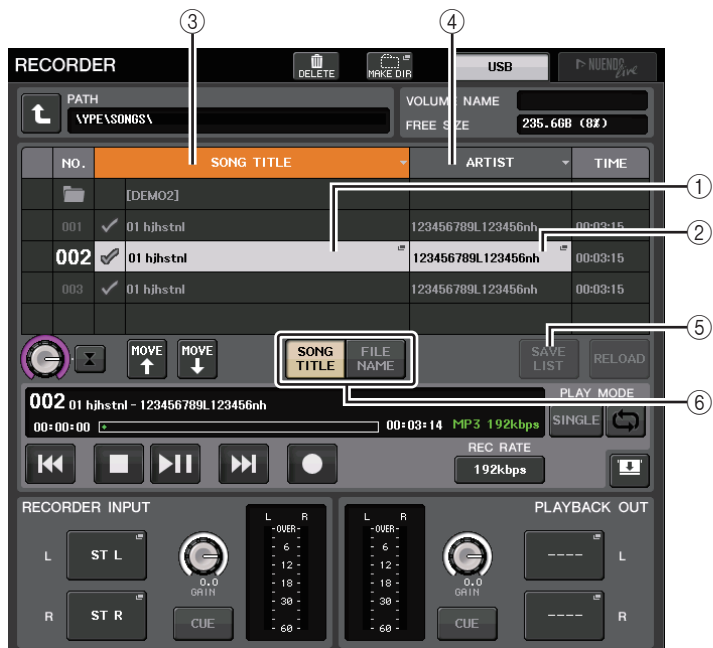 ③ ④
RECORDER DELETE MAKE DIR USB NUENDO Live
PATH VOLUME NAME
\YPE\SONGS\ FREE SIZE 235.6GB (8%)
NO. SONG TITLE ARTIST TIME
[DEMO2] ①
001 01 hjhstnl 123456789L123456nh 00:03:15 ②
002 01 hjhstnl 123456789L123456nh 00:03:15
003 01 hjhstnl 123456789L123456nh 00:03:15
⑤
MOVE MOVE SONG TITLE FILE NAME SAVE LIST RELOAD
⑥
002 01 hjhstnl - 123456789L123456nh PLAY MODE
00:00:00 00:03:14 MP3 192kbps SINGLE
REC RATE
192kbps
RECORDER INPUT L R L R PLAYBACK OUT
-OVER- -OVER-
L ST L 6 6 ---- L
12 12
0.0 18 18 0.0
GAIN 30 30 GAIN
R ST R CUE 60 60 CUE ---- R